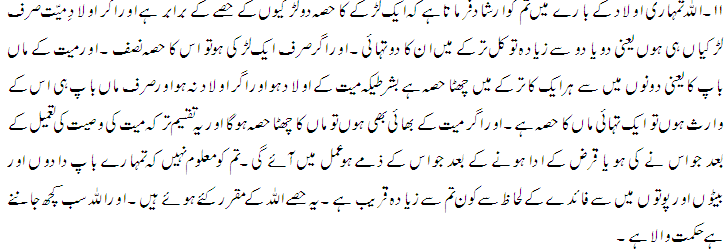 ۱۱۔اللہ تمہاری اولاد کے بارے میں تم کو ارشاد فرماتا ہے کہ ایک لڑکے کا حصہ دو لڑکیوں کے حصے کے برابر ہے اور اگر اولادِ میّت صرف
لڑکیاں ہی ہوں یعنی دو یا دو سے زیادہ تو کل ترکے میں ان کا دو تہائی ۔اور اگر صرف ایک لڑکی ہو تو اس کا حصہ نصف ۔اور میت کے ماں
باپ کا یعنی دونوں میں سے ہر ایک کا ترکے میں چھٹا حصہ ہے بشرطیکہ میت کے اولاد ہو اور اگر اولاد نہ ہو اور صرف ماں باپ ہی اس کے
وارث ہوں تو ایک تہائی ماں کا حصہ ہے ۔اور اگر میت کے بھائی بھی ہوں تو ماں کا چھٹا حصہ ہوگا اور یہ تقسیم ترکہ میت کی وصیت کی تعمیل کے
بعد جو اس نے کی ہو یا قرض کے ادا ہونے کے بعد جو اس کے ذمے ہو عمل میں آئے گی ۔تم کو معلوم نہیں کہ تمہارے باپ دادوں اور
بیٹوں اور پوتوں میں سے فائدے کے لحاظ سے کون تم سے زیادہ قریب ہے ۔یہ حصے اللہ کے مقرر کئے ہوئے ہیں ۔اور اللہ سب کچھ جاننے
ہے حکمت والا ہے ۔